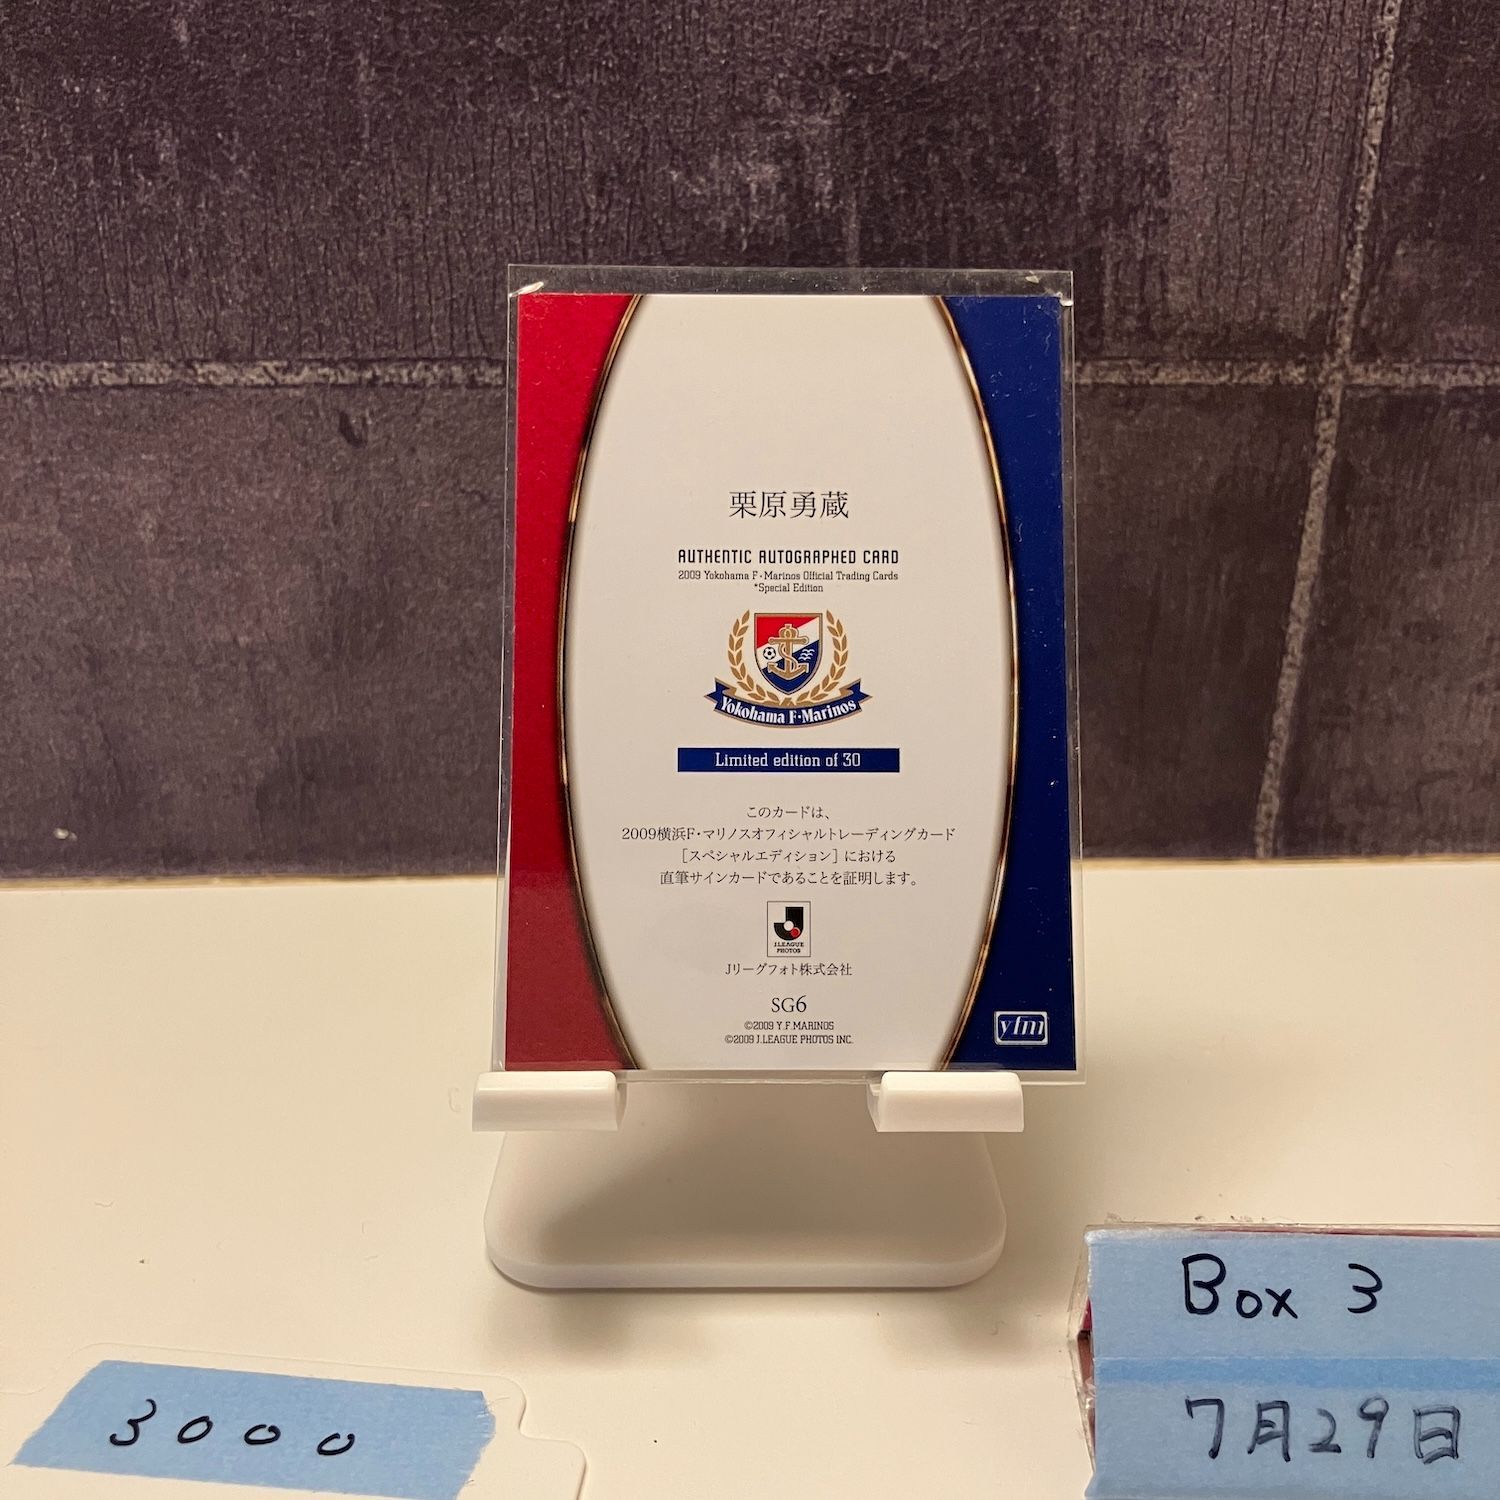 栗原勇蔵
AUTHENTIC AUTOGRAPHED CARD
2009 Yokohama F・Marinos Official Trading Cards
*Special Edition
Yokohama F・Marinos
Limited edition of 30
このカードは、
2009横浜F・マリノスオフィシャルトレーディングカード
［スペシャルエディション］における
直筆サインカードであることを証明します。
J.LEAGUE
PHOTOS
Jリーグフォト株式会社
SG6
©2009 Y.F.MARINOS
©2009 J.LEAGUE PHOTOS INC.
yfm
Box 3
7月29日
3000